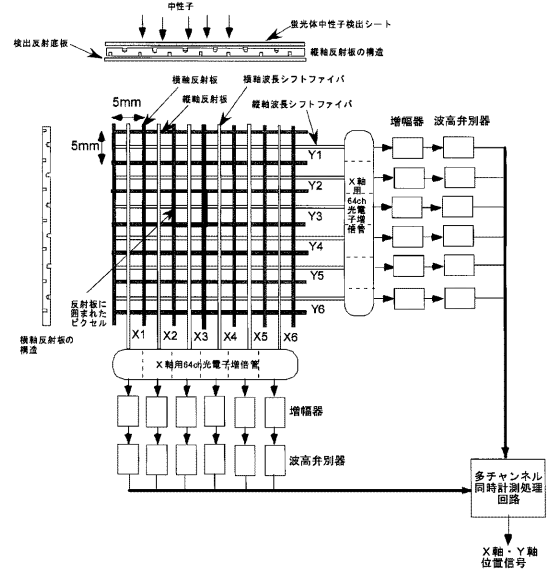 中性子
蛍光体中性子検出シート
検出反射底板
縦軸反射板の構造
横軸反射板
横軸波長シフトファイバ
縦軸反射板
縦軸波長シフトファイバ
5mm
5mm
増幅器
波高弁別器
Y1
Y2
Y3
Y4
Y5
Y6
X軸用
64ch
光電子増倍管
反射板に
囲まれた
ピクセル
横軸反射板の
構造
X1
X2
X3
X4
X5
X6
X軸用64ch光電子増倍管
増幅器
波高弁別器
多チャンネル
同時計測処理
回路
X軸・Y軸
位置信号